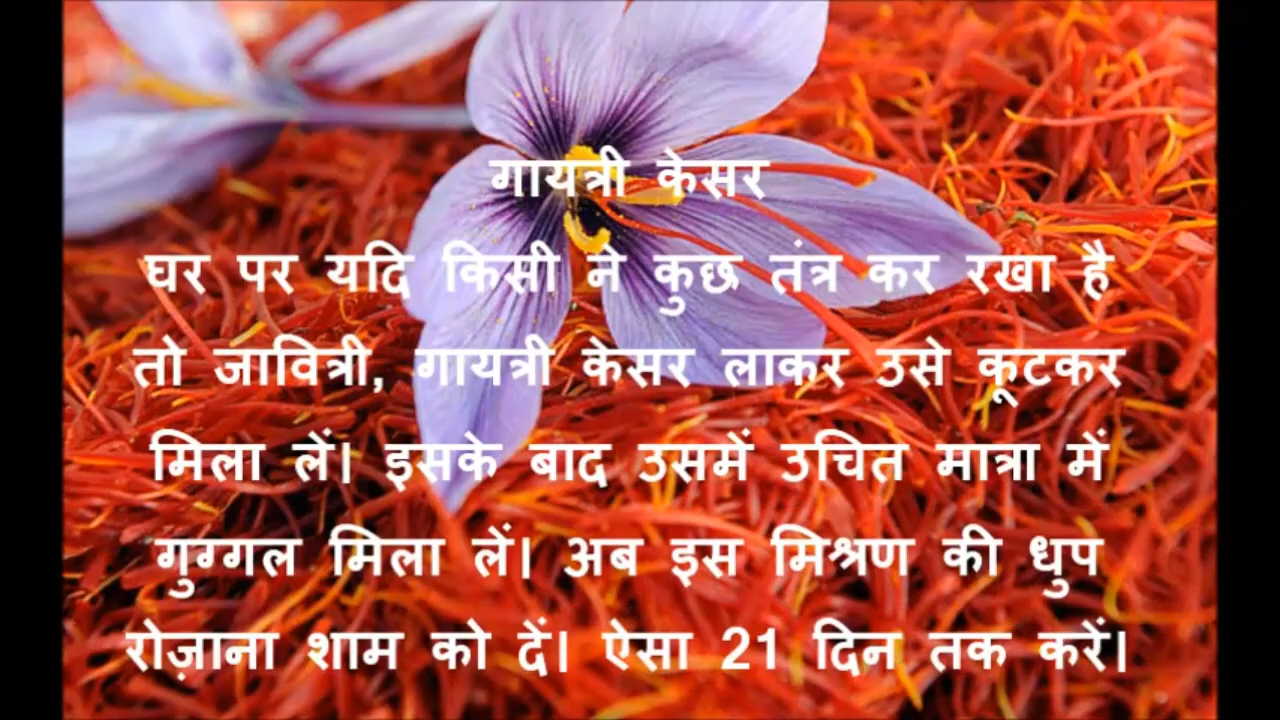 गायत्री केसर
घर पर यदि किसी ने कुछ तंत्र कर रखा है
तो जावित्री, गायत्री केसर लाकर उसे कूटकर
मिला लें। इसके बाद उसमें उचित मात्रा में
गुग्गल मिला लें। अब इस मिश्रण की धुप
रोज़ाना शाम को दें। ऐसा 21 दिन तक करें।